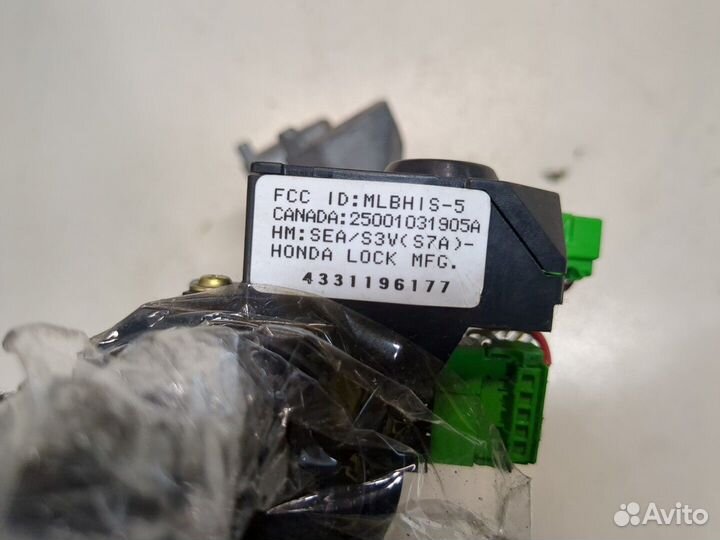 FCC ID:MLBHIS-5
CANADA:25001031905A
HM:SEA/S3V(S7A)-
HONDA LOCK MFG.
4331196177
Avito